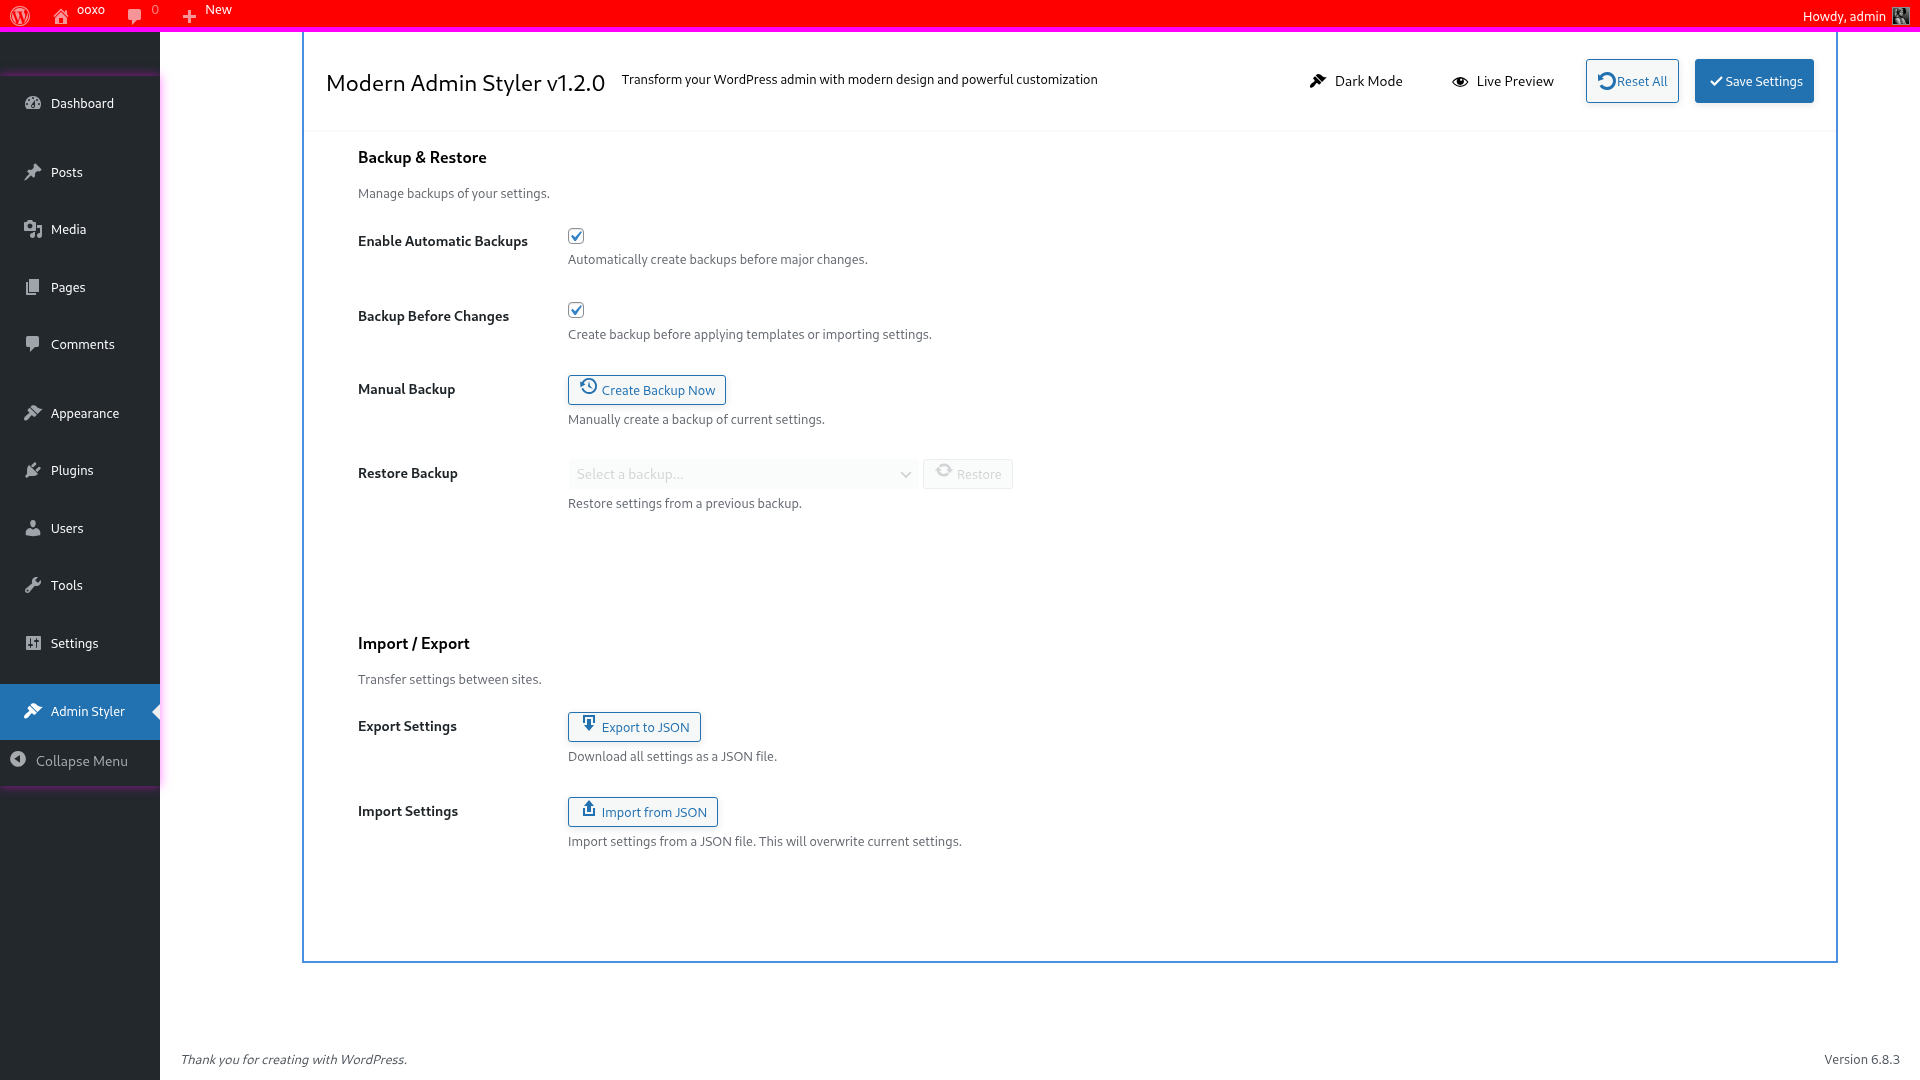 ooxo
0
New
Howdy, admin
Dashboard
Posts
Media
Pages
Comments
Appearance
Plugins
Users
Tools
Settings
Admin Styler
Collapse Menu
Modern Admin Styler v1.2.0
Transform your WordPress admin with modern design and powerful customization
Dark Mode
Live Preview
Reset All
Save Settings
Backup & Restore
Manage backups of your settings.
Enable Automatic Backups
Automatically create backups before major changes.
Backup Before Changes
Create backup before applying templates or importing settings.
Manual Backup
Create Backup Now
Manually create a backup of current settings.
Restore Backup
Select a backup...
Restore
Restore settings from a previous backup.
Import / Export
Transfer settings between sites.
Export Settings
Export to JSON
Download all settings as a JSON file.
Import Settings
Import from JSON
Import settings from a JSON file. This will overwrite current settings.
Thank you for creating with WordPress.
Version 6.8.3